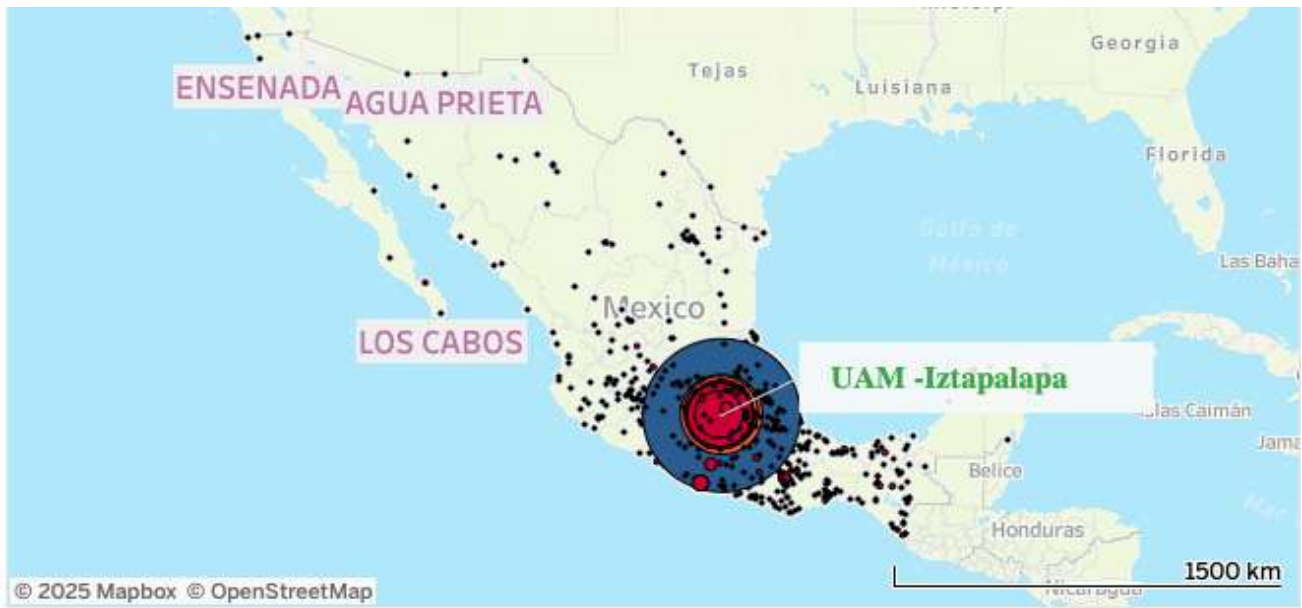 Georgia
Tejas
Luisiana
ENSENADA
AGUA PRIETA
Florida
Golfo de
México
Las Baha
Mexico
LOS CABOS
UAM -Iztapalapa
Islas Caimán
Jama
Belice
Honduras
1500 km
© 2025 Mapbox © OpenStreetMap
Nicaragua